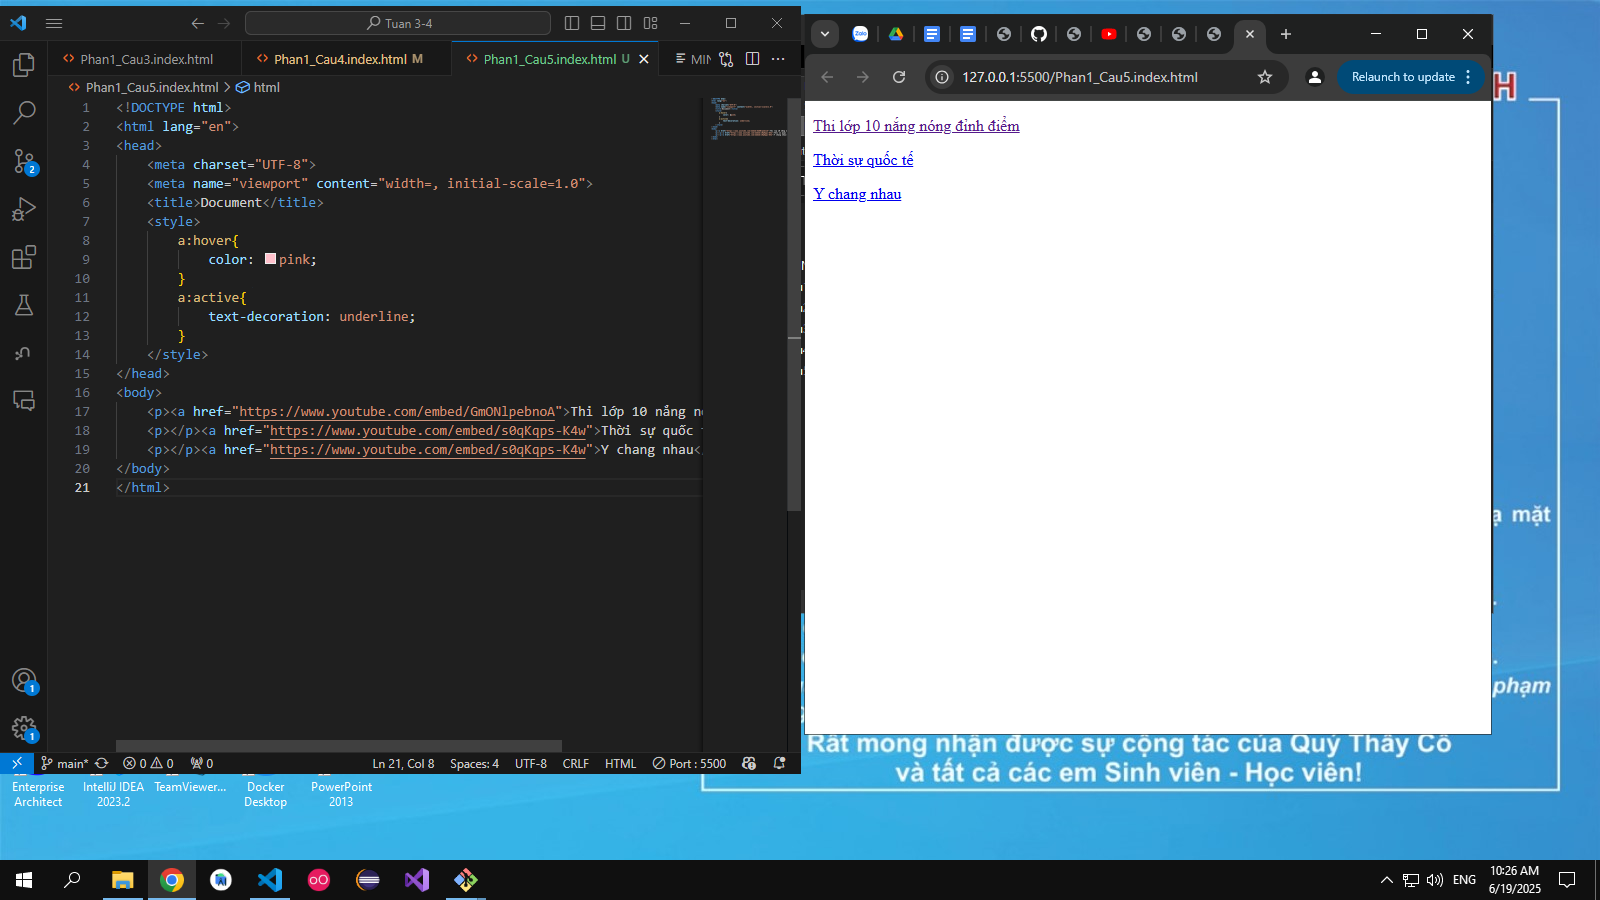 Tuan 3-4
Phan1_Cau3.index.html
Phan1_Cau4.index.html M
Phan1_Cau5.index.html U
Phan1_Cau5.index.html > html
1 <!DOCTYPE html>
2 <html lang="en">
3 <head>
4 <meta charset="UTF-8">
5 <meta name="viewport" content="width=, initial-scale=1.0">
6 <title>Document</title>
7 <style>
8 a:hover{
9 color: pink;
10 }
11 a:active{
12 text-decoration: underline;
13 }
14 </style>
15 </head>
16 <body>
17 <p><a href="https://www.youtube.com/embed/GmONlpebnoA">Thi lớp 10 nắng nó
18 <p></p><a href="https://www.youtube.com/embed/s0qKqps-K4w">Thời sự quốc t
19 <p></p><a href="https://www.youtube.com/embed/s0qKqps-K4w">Y chang nhau<
20 </body>
21 </html>
2
1
1
main* 0 0 0 Ln 21, Col 8 Spaces: 4 UTF-8 CRLF HTML Port : 5500
Zalo
127.0.0.1:5500/Phan1_Cau5.index.html
Relaunch to update
Thi lớp 10 nắng nóng đỉnh điểm
Thời sự quốc tế
Y chang nhau
H
mặt
phạm
Rất mong nhận được sự cộng tác của Quý Thầy Cô
và tất cả các em Sinh viên - Học viên!
Enterprise Architect
IntelliJ IDEA 2023.2
TeamViewer...
Docker Desktop
PowerPoint 2013
ENG
10:26 AM
6/19/2025